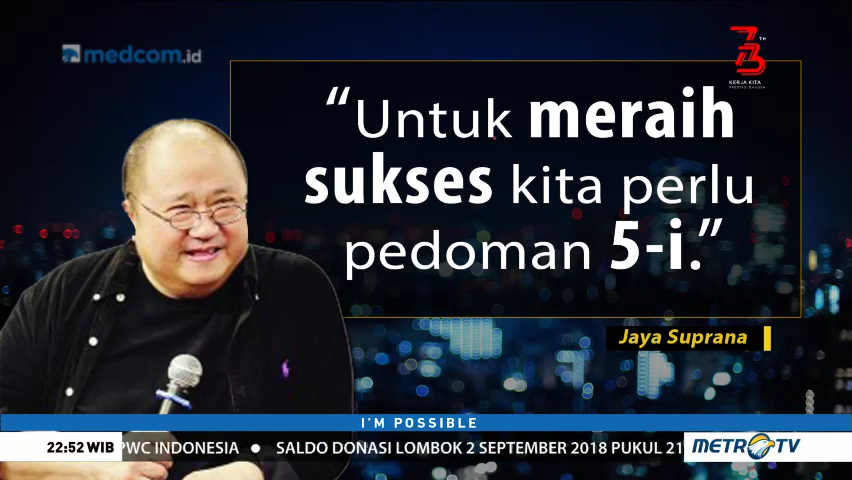 medcom.id
73TH
KERJA KITA
PRESTASI BANGSA
“Untuk meraih
sukses kita perlu
pedoman 5-i.”
Jaya Suprana
I'M POSSIBLE
22:52 WIB PWC INDONESIA ● SALDO DONASI LOMBOK 2 SEPTEMBER 2018 PUKUL 21 METRO TV